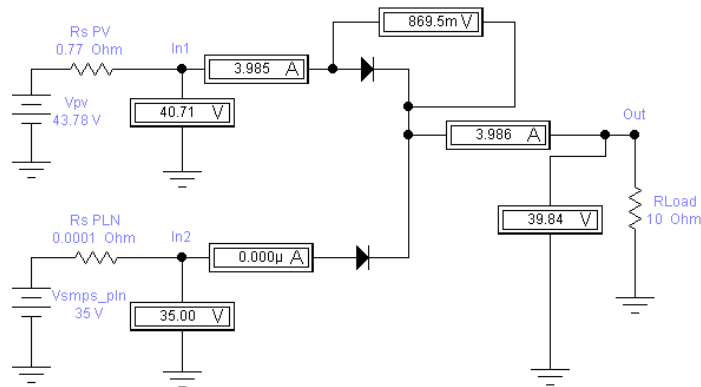 869.5m V
Rs PV
0.77 Ohm
In1
3.985 A
Vpv
43.78 V
40.71 V
Out
3.986 A
Rs PLN
0.0001 Ohm
In2
RLoad
10 Ohm
39.84 V
0.000µ A
Vsmps_pln
35 V
35.00 V